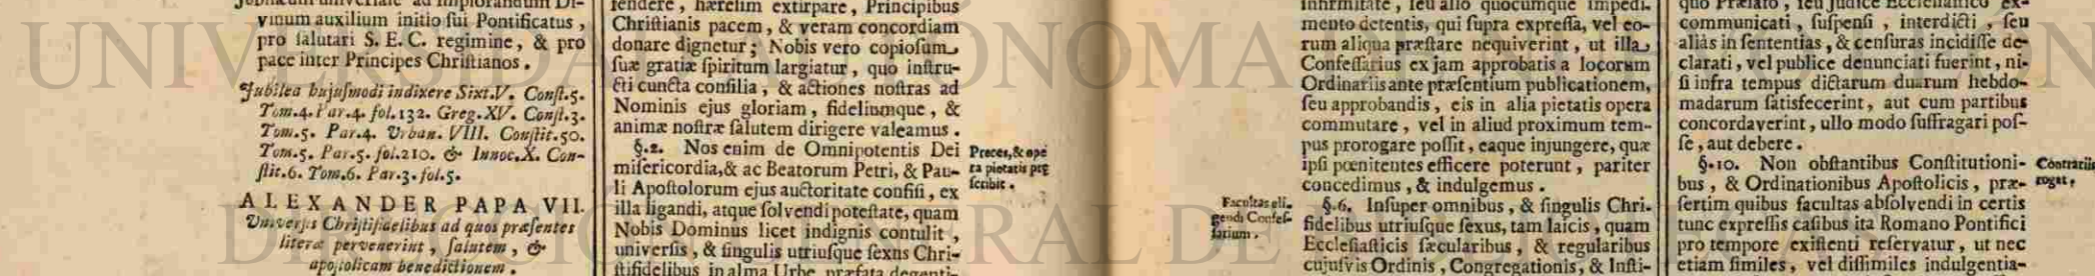 Jubilæum universale ad implorandum Di-
vinum auxilium initio sui Pontificatus,
pro salutari S. E. C. regimine, & pro
pace inter Principes Christianos.
Jubilea hujusmodi indixere Sixt. V. Const. 5.
Tom. 4. Par. 4. fol. 132. Greg. XV. Const. 3.
Tom. 5. Par. 4. Urban. VIII. Constit. 50.
Tom. 5. Par. 5. fol. 210. & Innoc. X. Con-
stit. 6. Tom. 6. Par. 3. fol. 5.
ALEXANDER PAPA VII.
Universis Christifidelibus ad quos præsentes
literæ pervenerint, salutem, &
apostolicam benedictionem.
tendere, hæresim extirpare, Principibus
Christianis pacem, & veram concordiam
donare dignetur; Nobis vero copiosum
suæ gratiæ spiritum largiatur, quo instru-
cti cuncta consilia, & actiones nostras ad
Nominis ejus gloriam, fideliumque, &
animæ nostræ salutem dirigere valeamus.
§.2. Nos enim de Omnipotentis Dei
misericordia, & ac Beatorum Petri, & Pau-
li Apostolorum ejus auctoritate confisi, ex
illa ligandi, atque solvendi potestate, quam
Nobis Dominus licet indignis contulit,
universis, & singulis utriusque sexus Chri-
stifidelibus in alma Urbe præfata degenti-
Preces, & ope
ra pietatis præ
scribit.
infirmitate, seu alio quocumque impedi-
mento detentis, qui supra expressa, vel eo-
rum aliqua præstare nequiverint, ut illa
Confessarius ex jam approbatis a locorum
Ordinariis ante præsentium publicationem,
seu approbandis, eis in alia pietatis opera
commutare, vel in aliud proximum tem-
pus prorogare possit, eaque injungere, quæ
ipsi pœnitentes efficere poterunt, pariter
concedimus, & indulgemus.
Facultas eli-
gendi Confes-
sarium.
§.6. Insuper omnibus, & singulis Chri-
fidelibus utriusque sexus, tam laicis, quam
Ecclesiasticis sæcularibus, & regularibus
cujusvis Ordinis, Congregationis, & Insti-
quo Prælato, seu Judice Ecclesiastico ex-
communicati, suspensi, interdicti, seu
aliàs in sententias, & censuras incidisse de-
clarati, vel publice denunciati fuerint, ni-
si infra tempus dictarum duarum hebdo-
madarum satisfecerint, aut cum partibus
concordaverint, ullo modo suffragari pos-
se, aut debere.
§.10. Non obstantibus Constitutioni-
bus, & Ordinationibus Apostolicis, præ-
sertim quibus facultas absolvendi in certis
tunc expressis casibus ita Romano Pontifici
pro tempore existenti reservatur, ut nec
etiam similes, vel dissimiles indulgentia-
Contrariis
rogat,